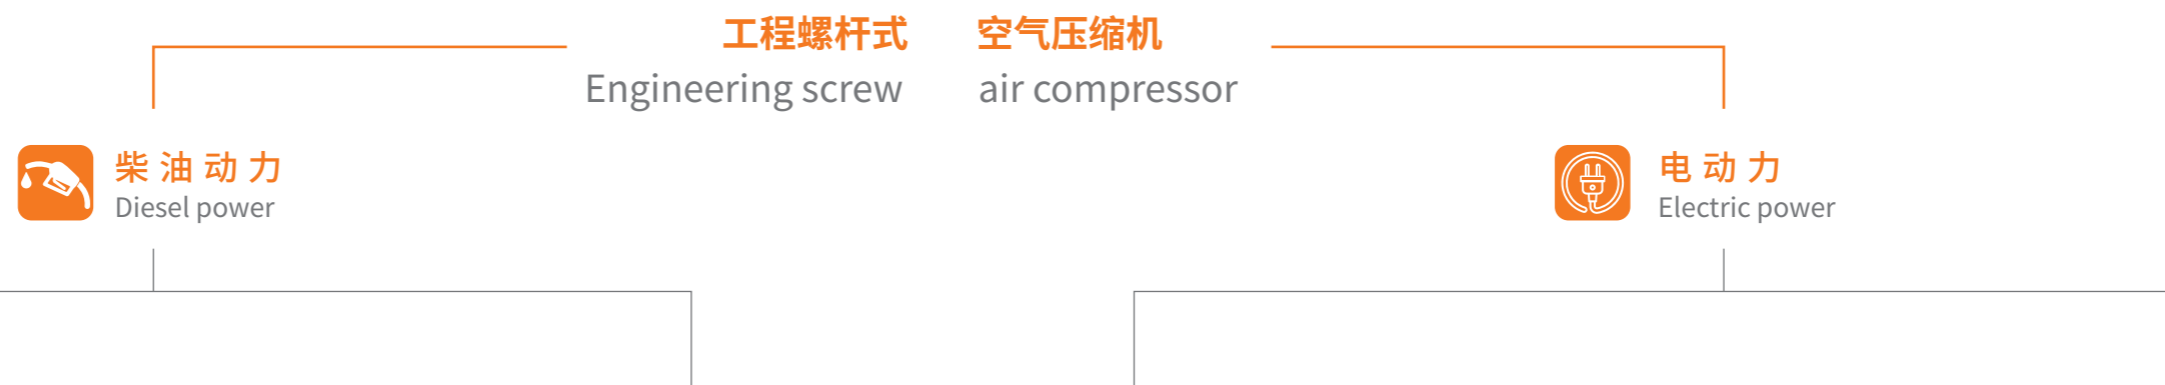 工程螺杆式 空气压缩机
Engineering screw air compressor
柴油动力
Diesel power
电动力
Electric power